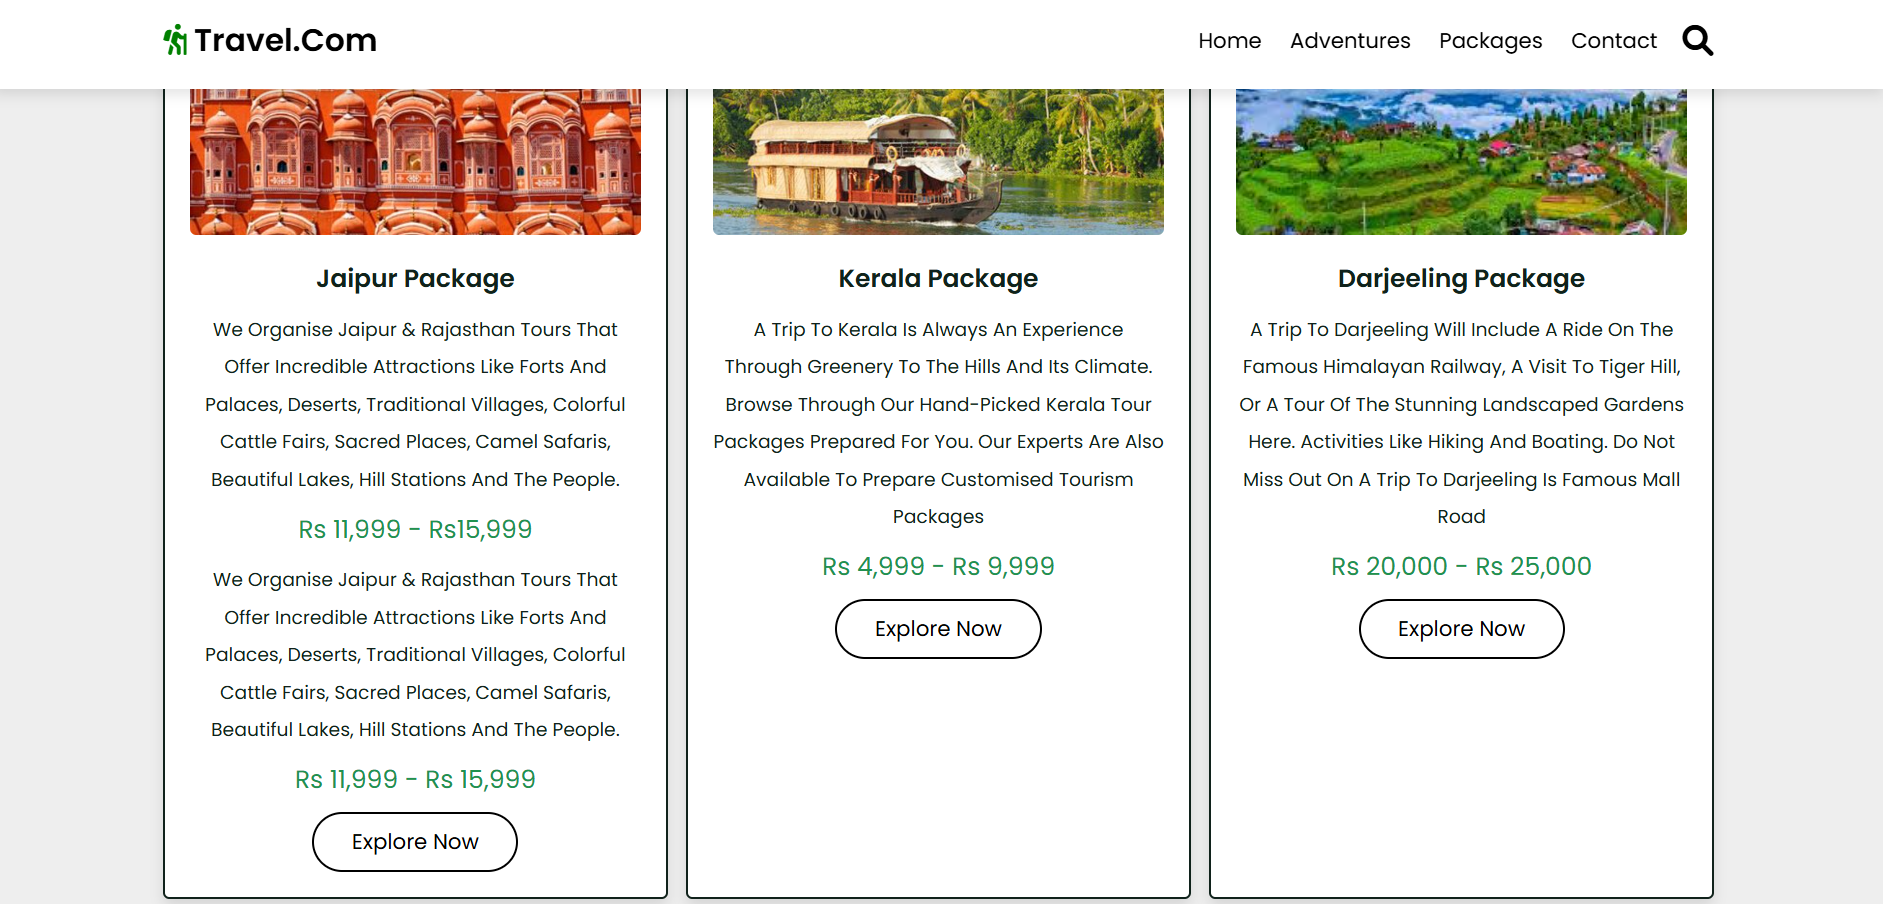 Travel.Com
Home
Adventures
Packages
Contact
Jaipur Package
We Organise Jaipur & Rajasthan Tours That
Offer Incredible Attractions Like Forts And
Palaces, Deserts, Traditional Villages, Colorful
Cattle Fairs, Sacred Places, Camel Safaris,
Beautiful Lakes, Hill Stations And The People.
Rs 11,999 - Rs15,999
We Organise Jaipur & Rajasthan Tours That
Offer Incredible Attractions Like Forts And
Palaces, Deserts, Traditional Villages, Colorful
Cattle Fairs, Sacred Places, Camel Safaris,
Beautiful Lakes, Hill Stations And The People.
Rs 11,999 - Rs 15,999
Explore Now
Kerala Package
A Trip To Kerala Is Always An Experience
Through Greenery To The Hills And Its Climate.
Browse Through Our Hand-Picked Kerala Tour
Packages Prepared For You. Our Experts Are Also
Available To Prepare Customised Tourism
Packages
Rs 4,999 - Rs 9,999
Explore Now
Darjeeling Package
A Trip To Darjeeling Will Include A Ride On The
Famous Himalayan Railway, A Visit To Tiger Hill,
Or A Tour Of The Stunning Landscaped Gardens
Here. Activities Like Hiking And Boating. Do Not
Miss Out On A Trip To Darjeeling Is Famous Mall
Road
Rs 20,000 - Rs 25,000
Explore Now